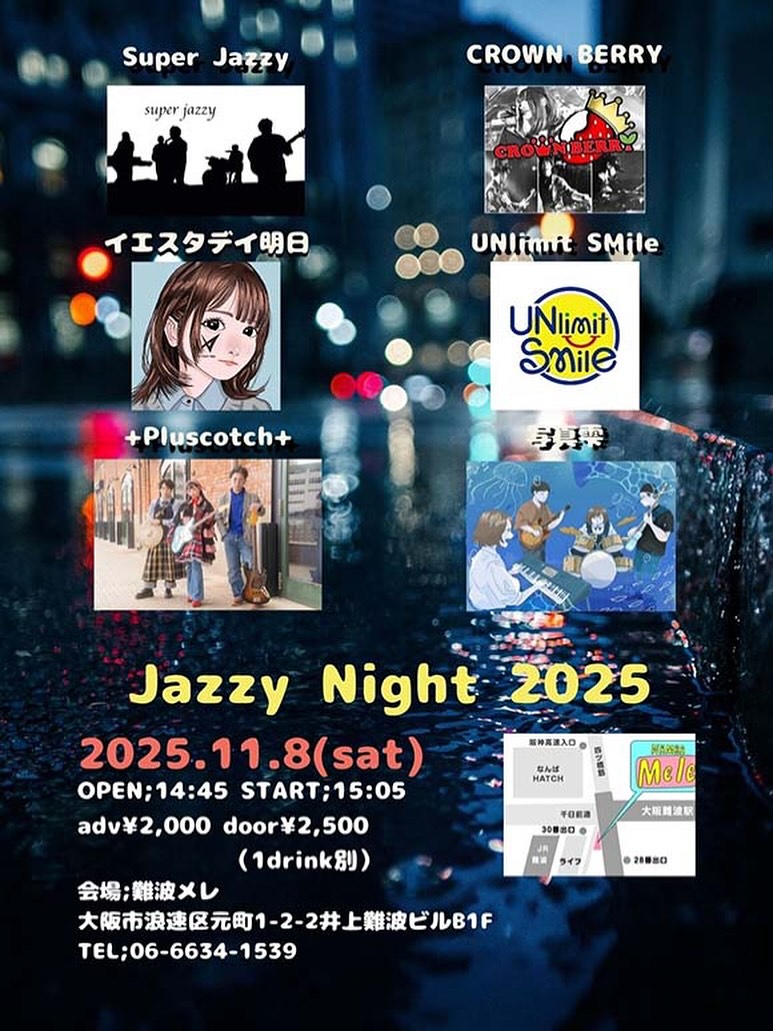 Super Jazzy
CROWN BERRY
super jazzy
CROWN BERRY
イエスタデイ明日
UNlimit SMile
UNlimit
Smile
+Pluscotch+
写真雫
Jazzy Night 2025
2025.11.8(sat)
OPEN;14:45 START;15:05
adv¥2,000 door¥2,500
(1drink別)
会場;難波メレ
大阪市浪速区元町1-2-2井上難波ビルB1F
TEL;06-6634-1539
阪神高速入口
四ツ橋筋
なんば
HATCH
NAMBA
Mele
千日前通
大阪難波駅
30番出口
JR
難波
ライフ
28番出口